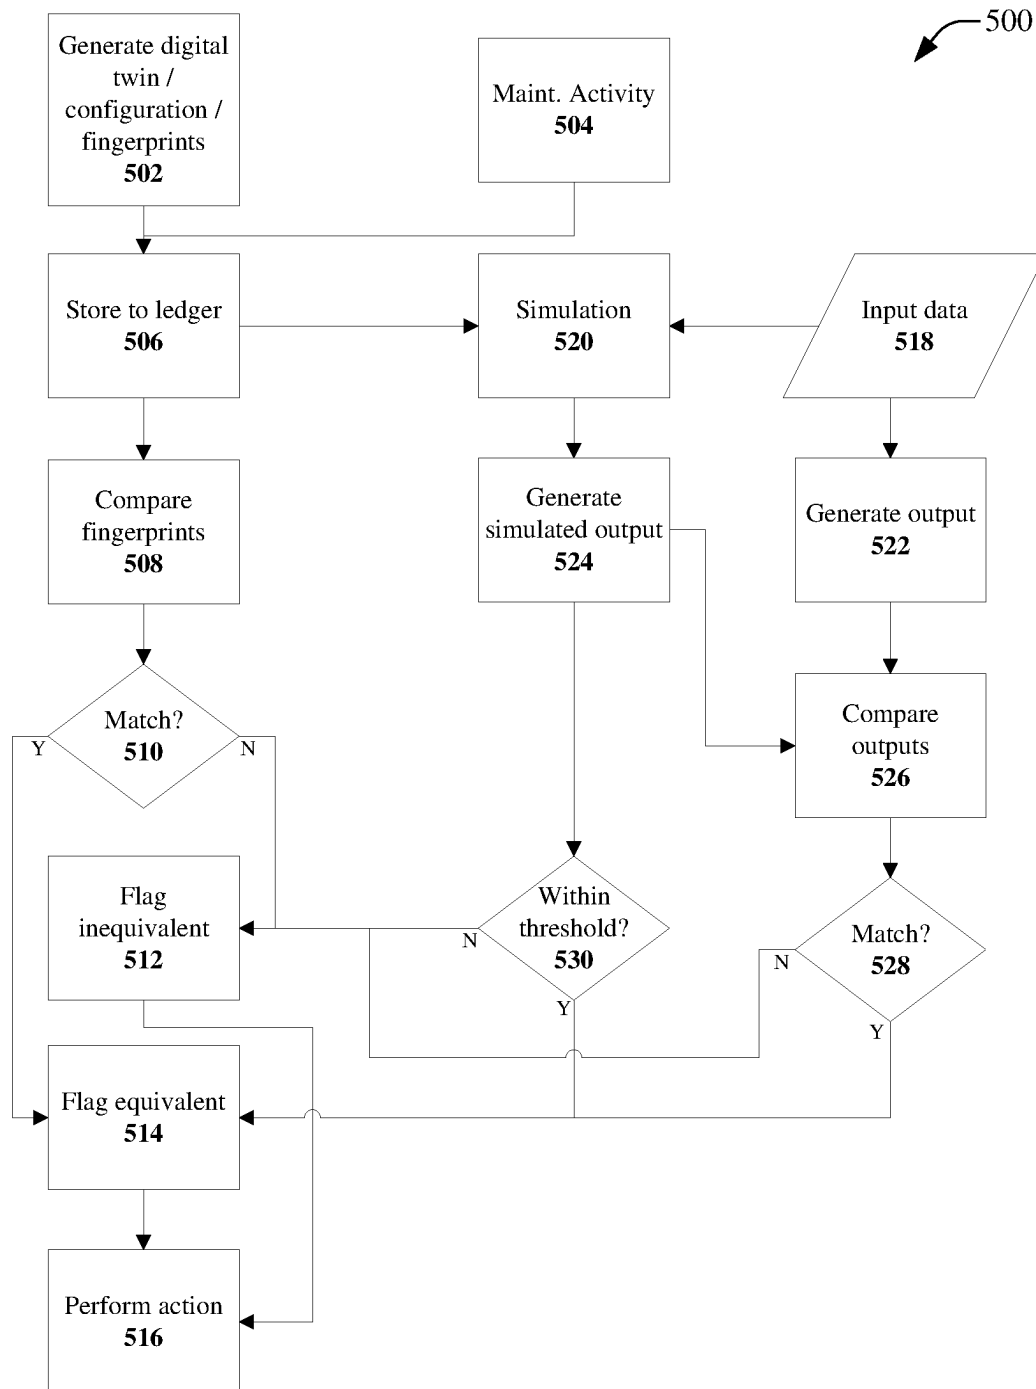 500
Generate digital
twin /
configuration /
fingerprints
502
Maint. Activity
504
Store to ledger
506
Simulation
520
Input data
518
Compare
fingerprints
508
Generate
simulated output
524
Generate output
522
Match?
510
Y
N
Compare
outputs
526
Flag
inequivalent
512
Within
threshold?
530
N
Y
Match?
528
N
Y
Flag equivalent
514
Perform action
516